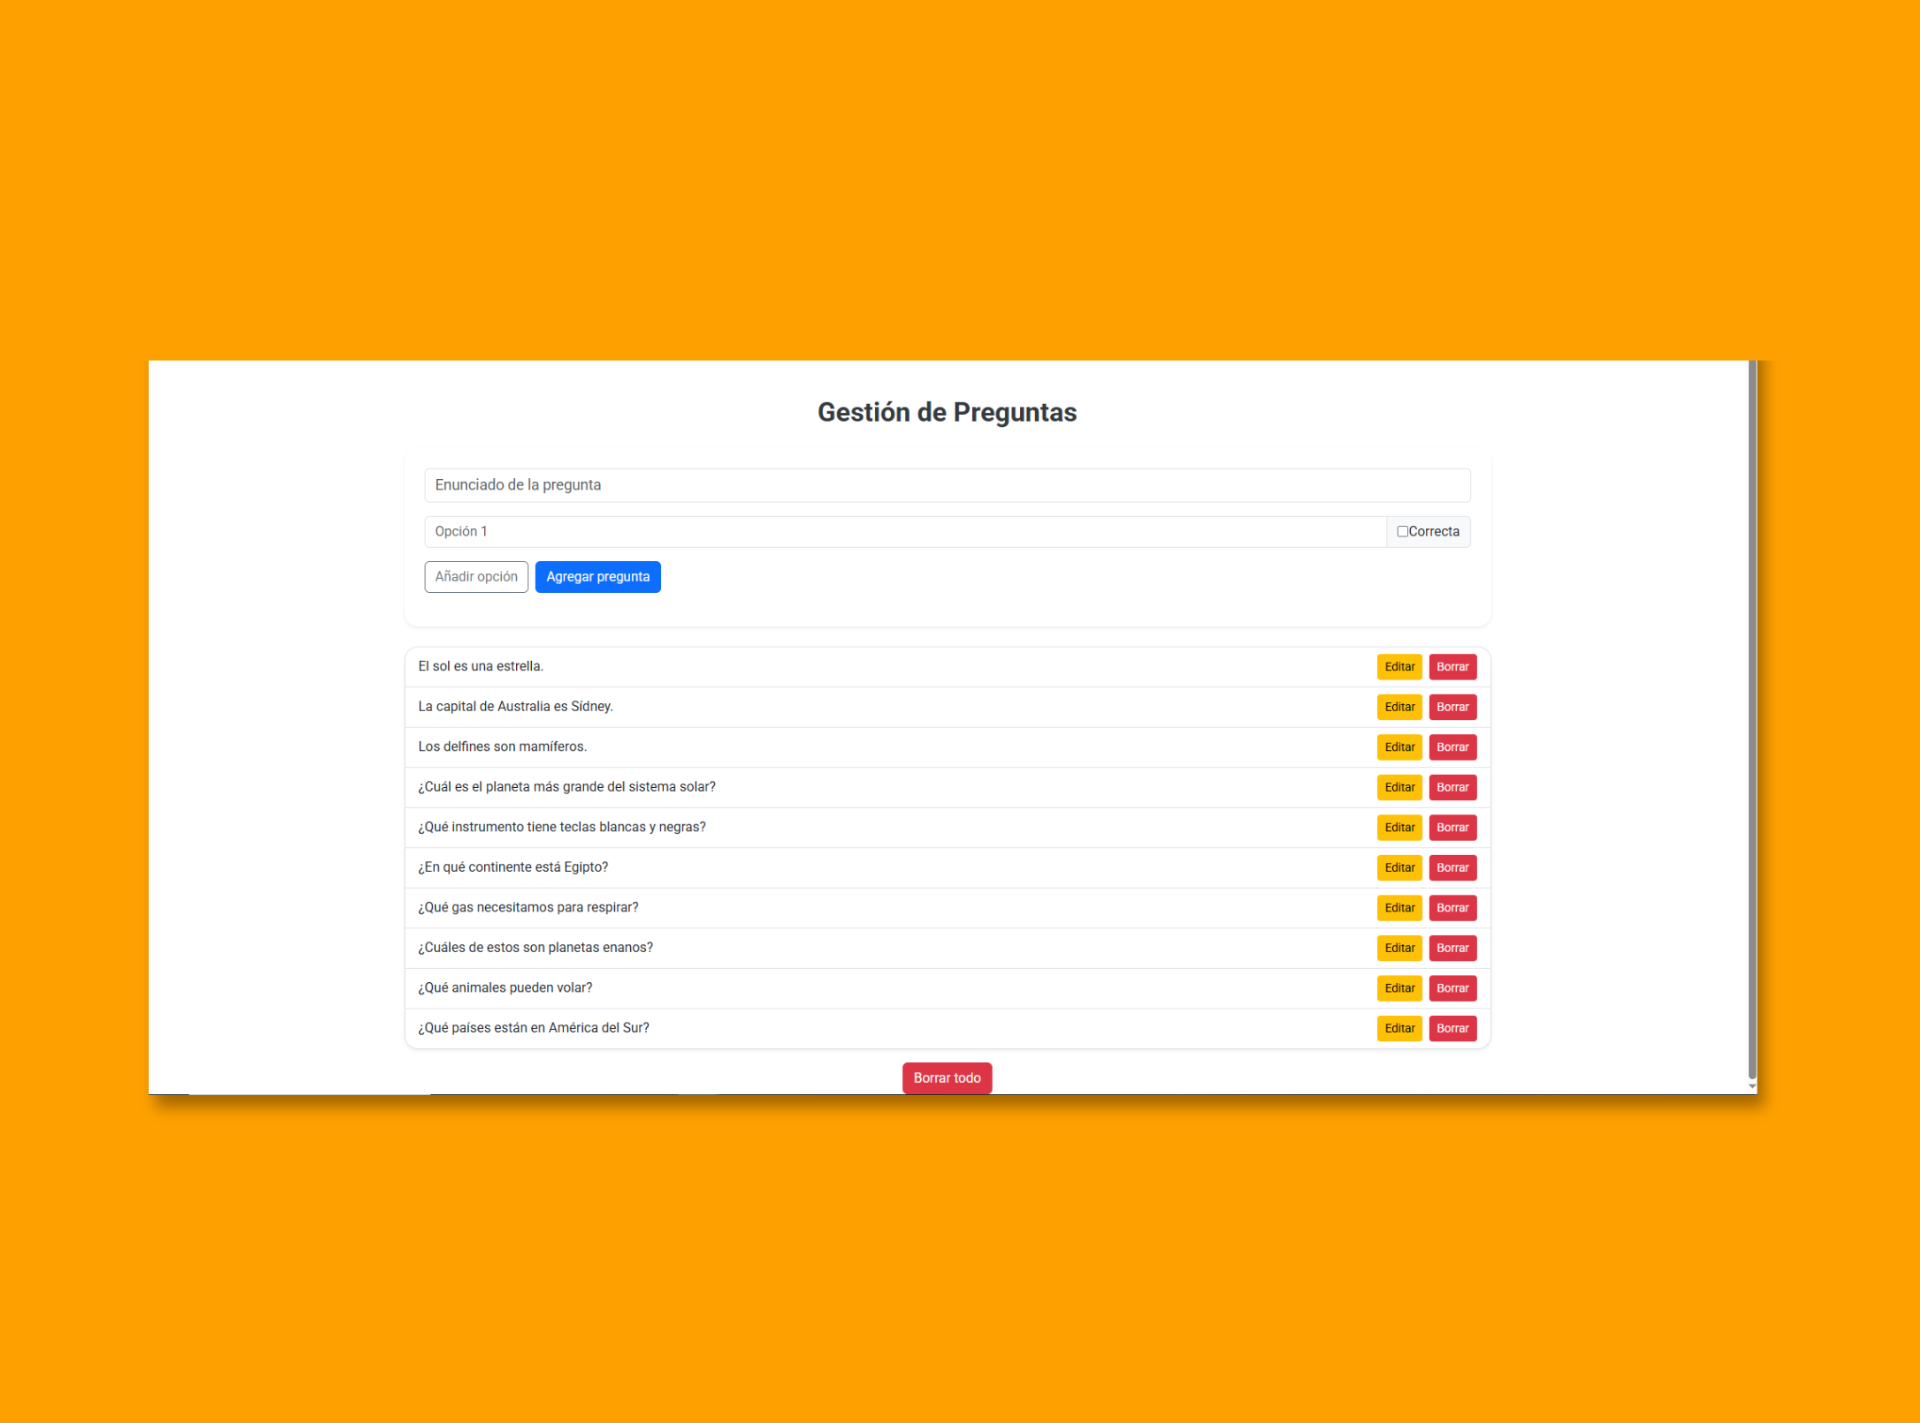 Gestión de Preguntas
Enunciado de la pregunta
Opción 1 Correcta
Añadir opción Agregar pregunta
El sol es una estrella. Editar Borrar
La capital de Australia es Sídney. Editar Borrar
Los delfines son mamíferos. Editar Borrar
¿Cuál es el planeta más grande del sistema solar? Editar Borrar
¿Qué instrumento tiene teclas blancas y negras? Editar Borrar
¿En qué continente está Egipto? Editar Borrar
¿Qué gas necesitamos para respirar? Editar Borrar
¿Cuáles de estos son planetas enanos? Editar Borrar
¿Qué animales pueden volar? Editar Borrar
¿Qué países están en América del Sur? Editar Borrar
Borrar todo